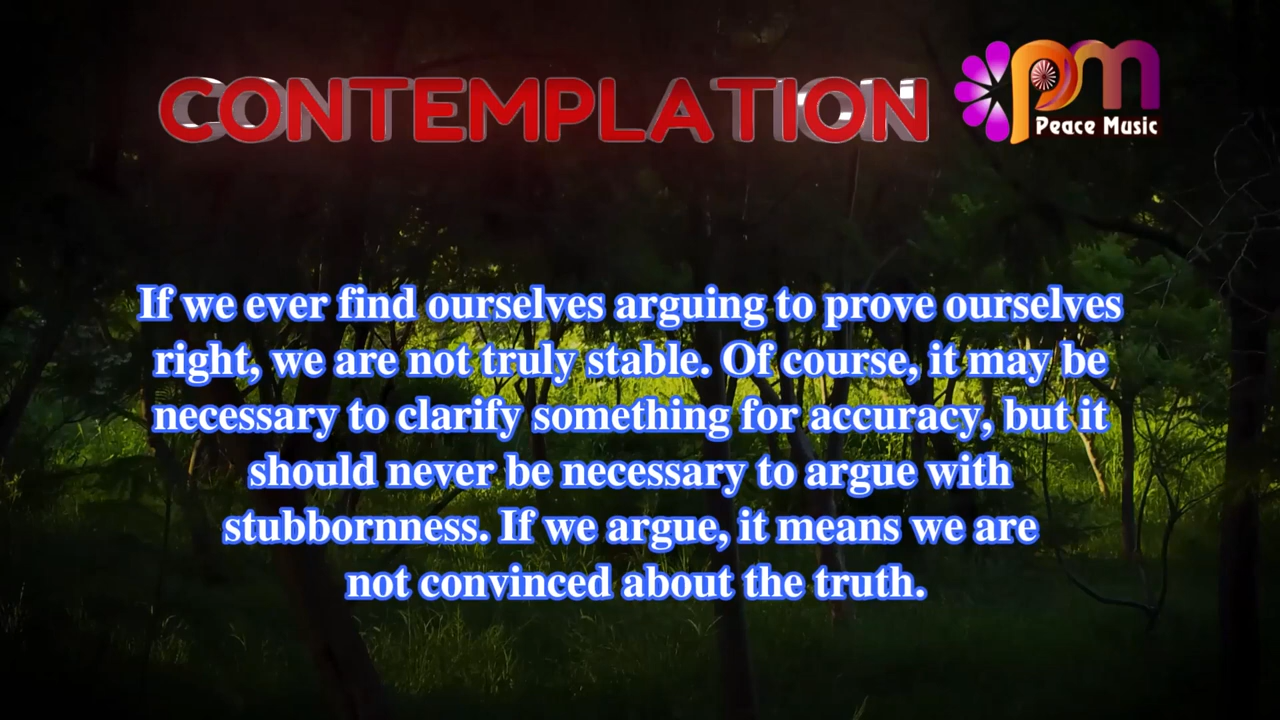 CONTEMPLATION
pm
Peace Music
If we ever find ourselves arguing to prove ourselves
right, we are not truly stable. Of course, it may be
necessary to clarify something for accuracy, but it
should never be necessary to argue with
stubbornness. If we argue, it means we are
not convinced about the truth.